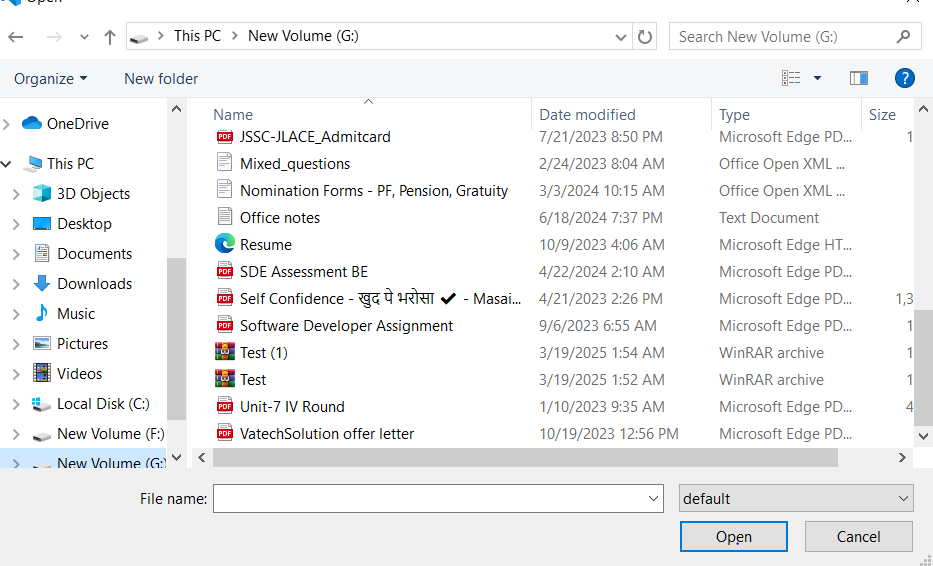 Open
This PC New Volume (G:) Search New Volume (G:)
Organize New folder ?
Name Date modified Type Size
OneDrive
This PC
3D Objects
Desktop
Documents
Downloads
Music
Pictures
Videos
Local Disk (C:)
New Volume (F:)
New Volume (G:)
PDF JSSC-JLACE_Admitcard 7/21/2023 8:50 PM Microsoft Edge PD... 1
Mixed_questions 2/24/2023 8:04 AM Office Open XML ...
Nomination Forms - PF, Pension, Gratuity 3/3/2024 10:15 AM Office Open XML ...
Office notes 6/18/2024 7:37 PM Text Document
Resume 10/9/2023 4:06 AM Microsoft Edge HT...
PDF SDE Assessment BE 4/22/2024 2:10 AM Microsoft Edge PD...
PDF Self Confidence - खुद पे भरोसा ✔ - Masai... 4/21/2023 2:26 PM Microsoft Edge PD... 1,3
PDF Software Developer Assignment 9/6/2023 6:55 AM Microsoft Edge PD... 1
Test (1) 3/19/2025 1:54 AM WinRAR archive 1
Test 3/19/2025 1:52 AM WinRAR archive 1
PDF Unit-7 IV Round 1/10/2023 9:35 AM Microsoft Edge PD... 4
PDF VatechSolution offer letter 10/19/2023 12:56 PM Microsoft Edge PD...
File name: default
Open Cancel